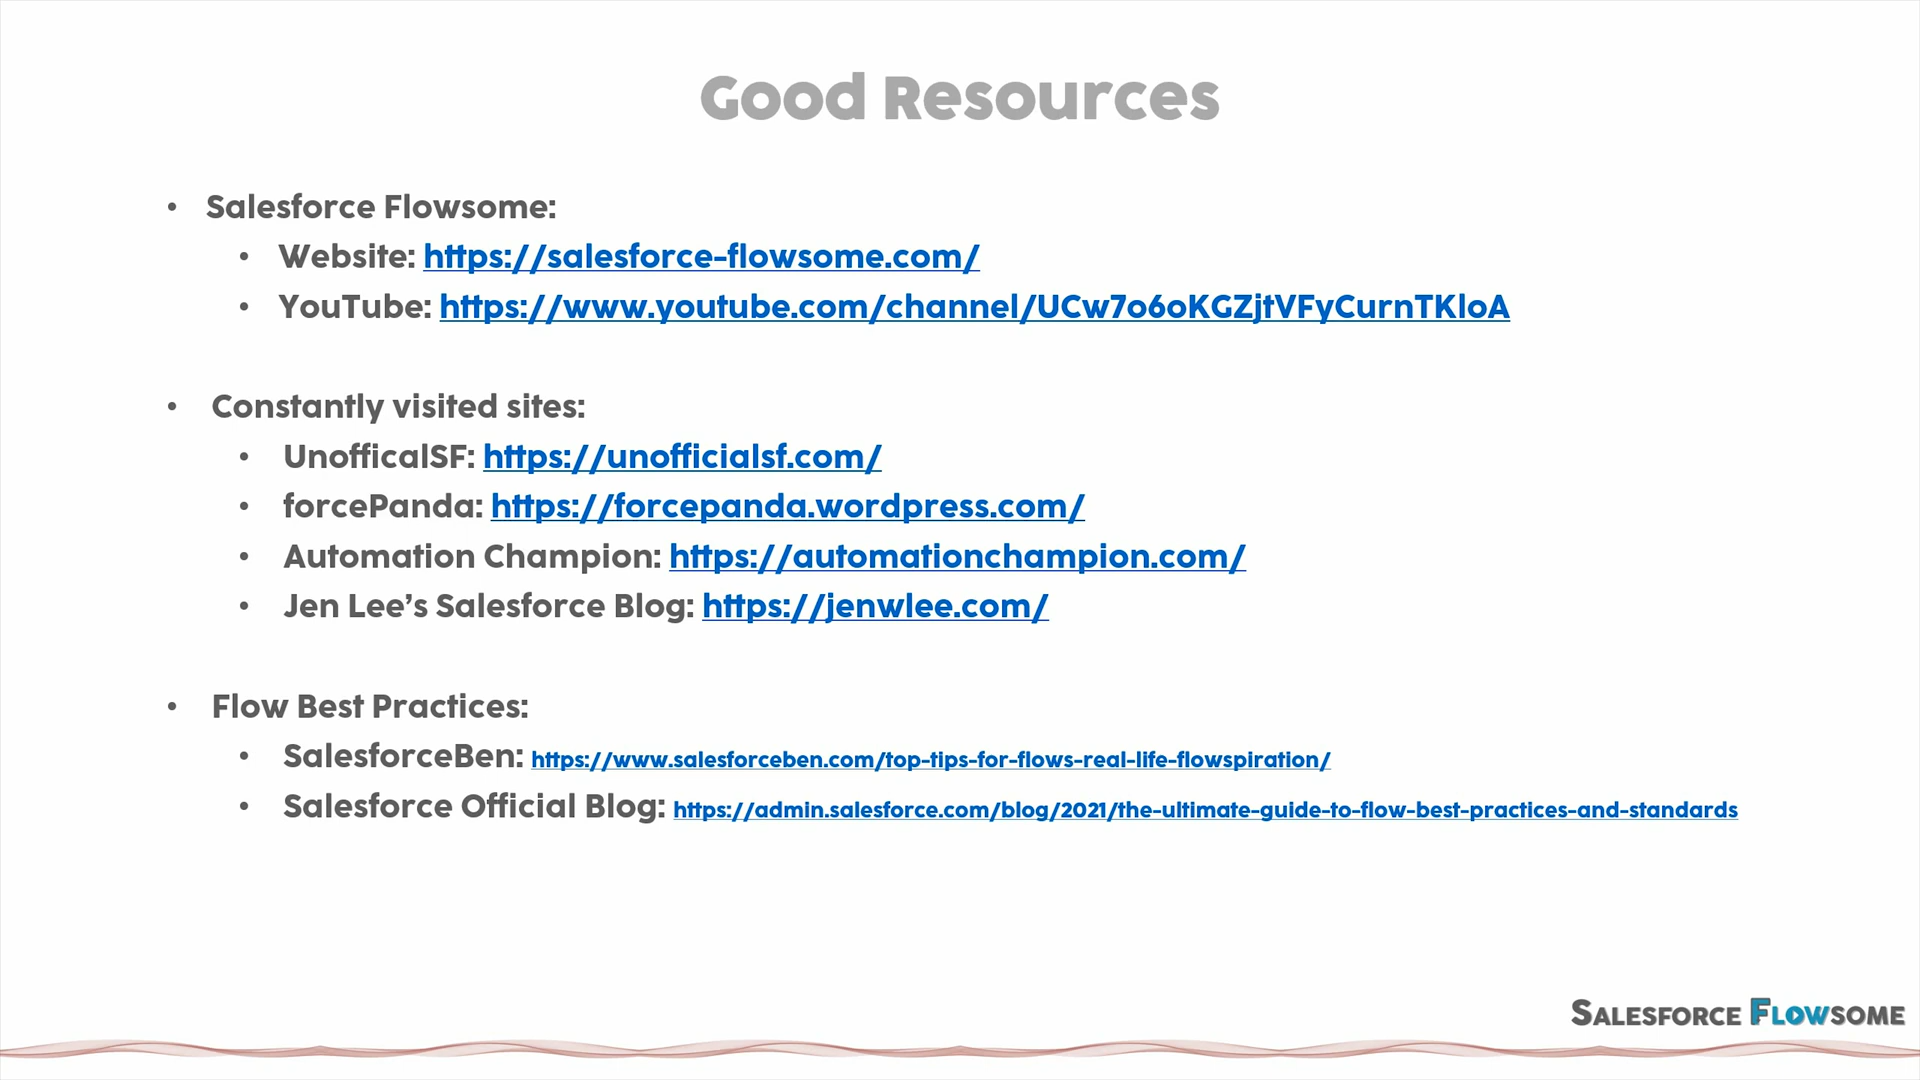 Good Resources
• Salesforce Flowsome:
• Website: https://salesforce-flowsome.com/
• YouTube: https://www.youtube.com/channel/UCw7o6oKGZjtVFyCurnTKloA
• Constantly visited sites:
• UnofficalSF: https://unofficialsf.com/
• forcePanda: https://forcepanda.wordpress.com/
• Automation Champion: https://automationchampion.com/
• Jen Lee’s Salesforce Blog: https://jenwlee.com/
• Flow Best Practices:
• SalesforceBen: https://www.salesforceben.com/top-tips-for-flows-real-life-flowspiration/
• Salesforce Official Blog: https://admin.salesforce.com/blog/2021/the-ultimate-guide-to-flow-best-practices-and-standards
SALESFORCE FLOWSOME